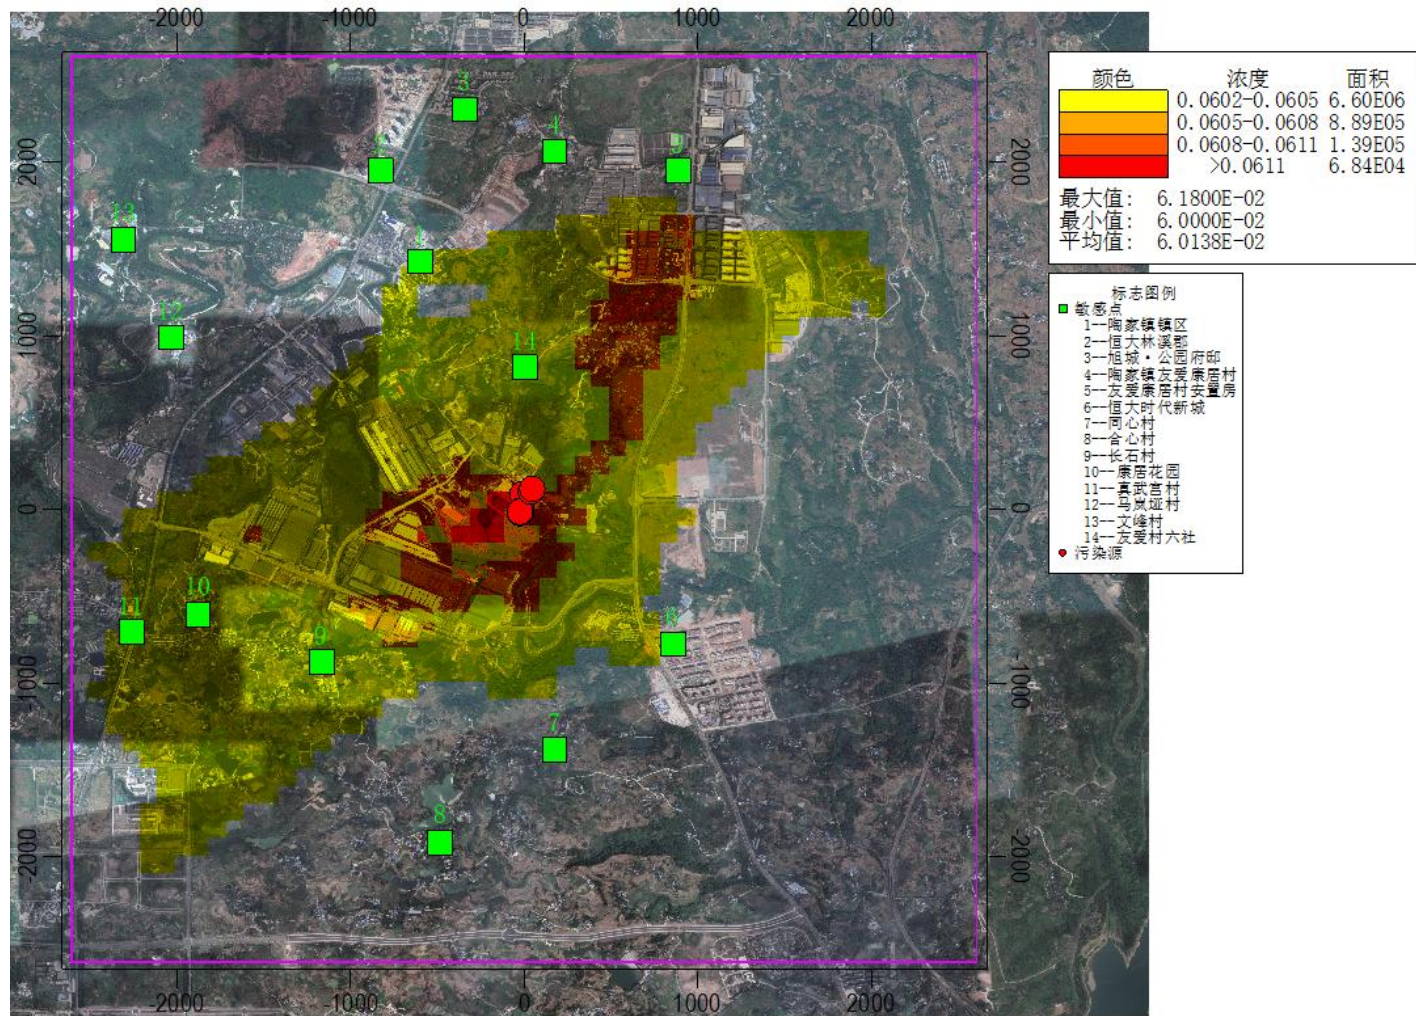 -2000 -1000 0 1000 2000
颜色 浓度 面积
0.0602-0.0605 6.60E06
0.0605-0.0608 8.89E05
0.0608-0.0611 1.39E05
>0.0611 6.84E04
最大值: 6.1800E-02
最小值: 6.0000E-02
平均值: 6.0138E-02
标志图例
敏感点
1--陶家镇镇区
2--恒大林溪郡
3--旭城·公园府邸
4--陶家镇友爱康居村
5--友爱康居村安置房
6--恒大时代新城
7--同心村
8--合心村
9--长石村
10--康居花园
11--真武宫村
12--马岚垭村
13--文峰村
14--友爱村六社
污染源
3
4
2
9
13
1
12
14
10
11
9
6
7
8
2000
1000
0
-1000
-2000
2000
1000
0
-1000
-2000
-2000 -1000 0 1000 2000